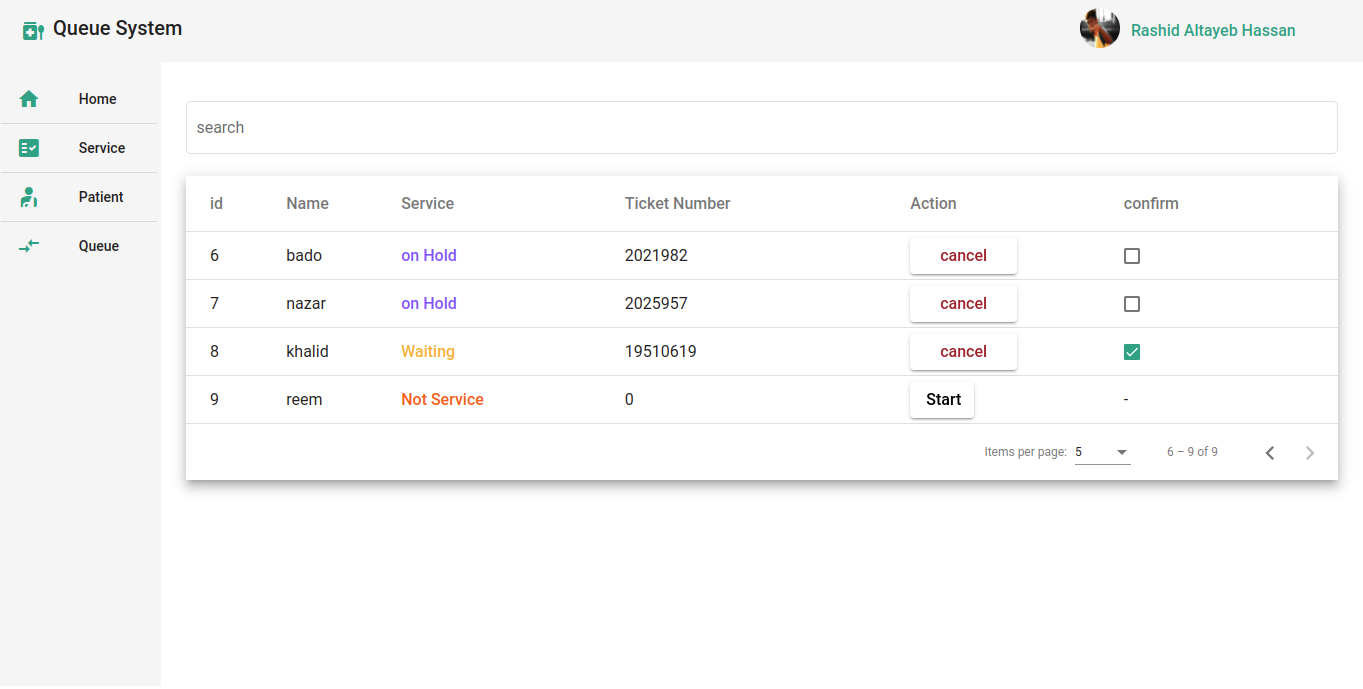 Queue System
Rashid Altayeb Hassan
Home
Service
Patient
Queue
search
id Name Service Ticket Number Action confirm
6 bado on Hold 2021982 cancel
7 nazar on Hold 2025957 cancel
8 khalid Waiting 19510619 cancel
9 reem Not Service 0 Start -
Items per page: 5 6 – 9 of 9